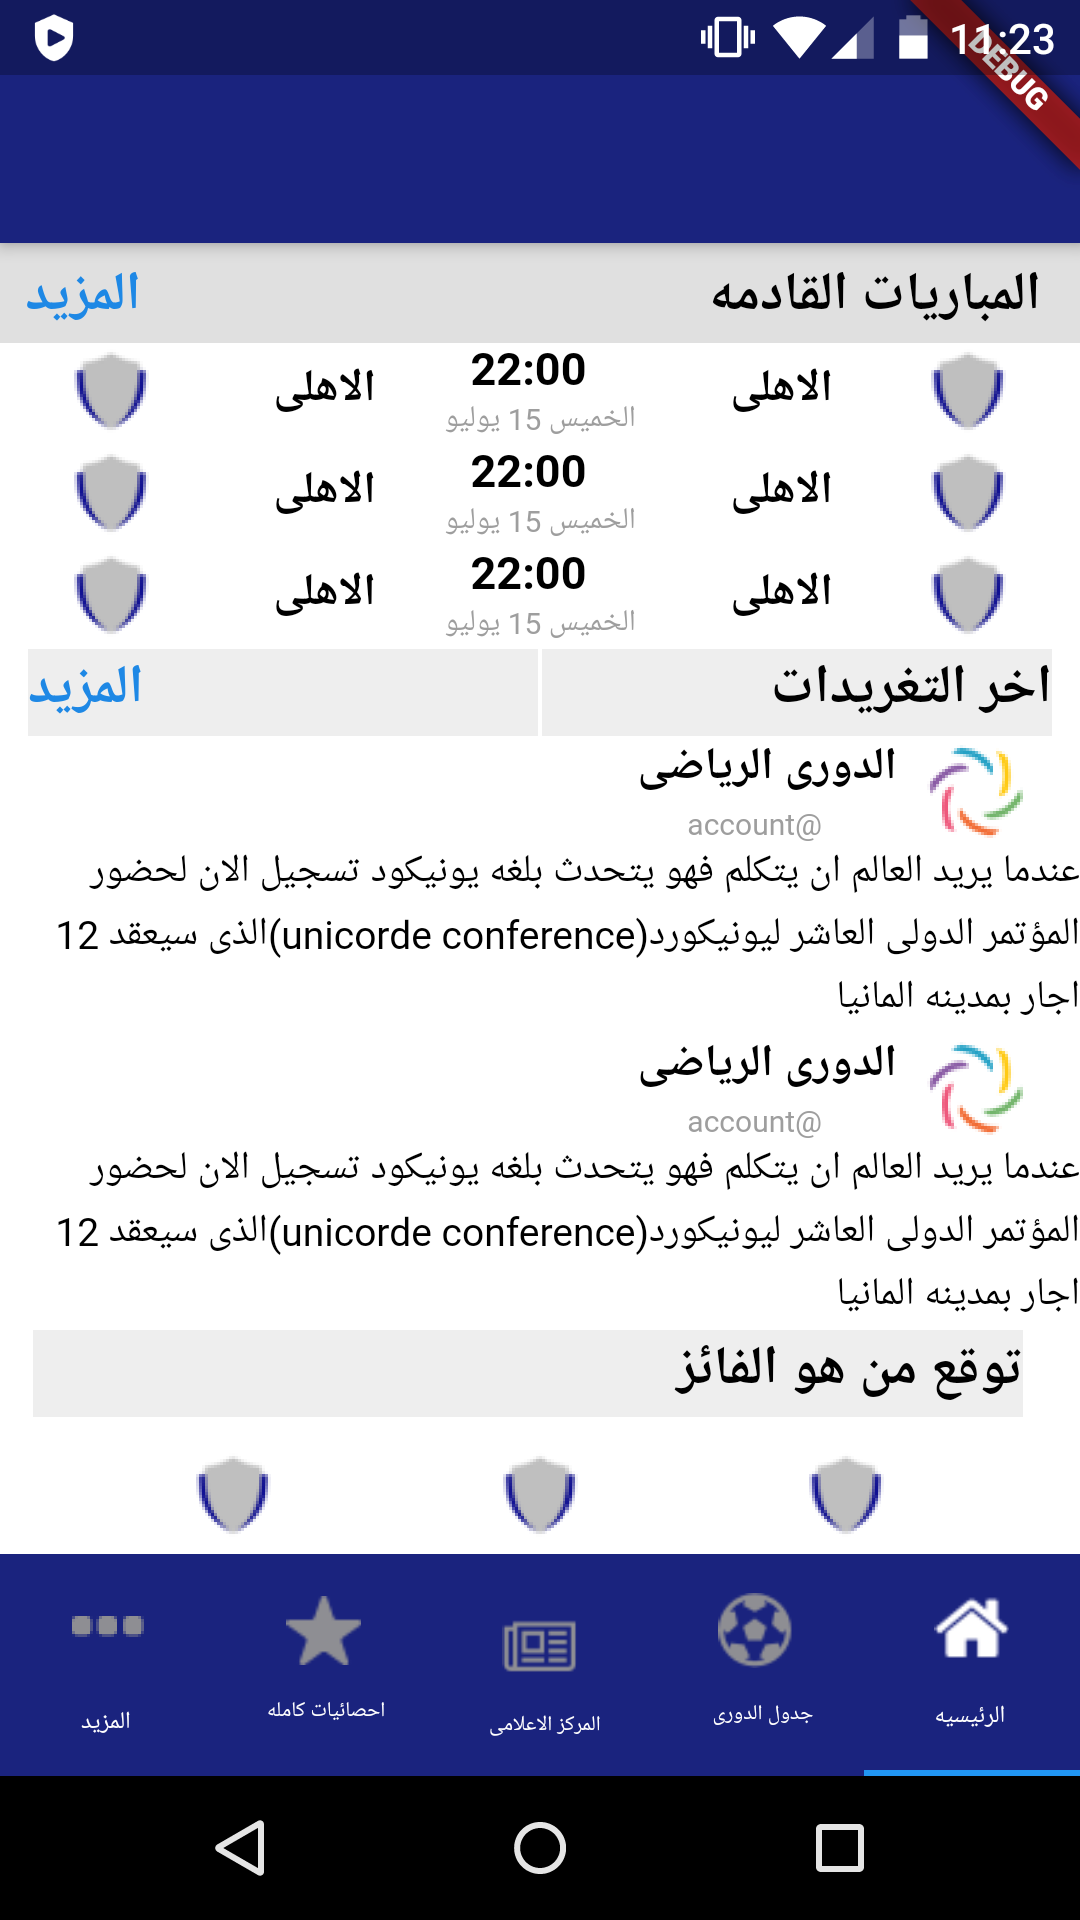 11:23
DEBUG
المباريات القادمه
المزيد
الاهلى
22:00
الاهلى
الخميس 15 يوليو
الاهلى
22:00
الاهلى
الخميس 15 يوليو
الاهلى
22:00
الاهلى
الخميس 15 يوليو
اخر التغريدات
المزيد
الدورى الرياضى
account@
عندما يريد العالم ان يتكلم فهو يتحدث بلغه يونيكود تسجيل الان لحضور
المؤتمر الدولى العاشر ليونيكورد(unicorde conference)الذى سيعقد 12
اجار بمدينه المانيا
الدورى الرياضى
account@
عندما يريد العالم ان يتكلم فهو يتحدث بلغه يونيكود تسجيل الان لحضور
المؤتمر الدولى العاشر ليونيكورد(unicorde conference)الذى سيعقد 12
اجار بمدينه المانيا
توقع من هو الفائز
الرئيسيه
جدول الدورى
المركز الاعلامى
احصائيات كامله
المزيد